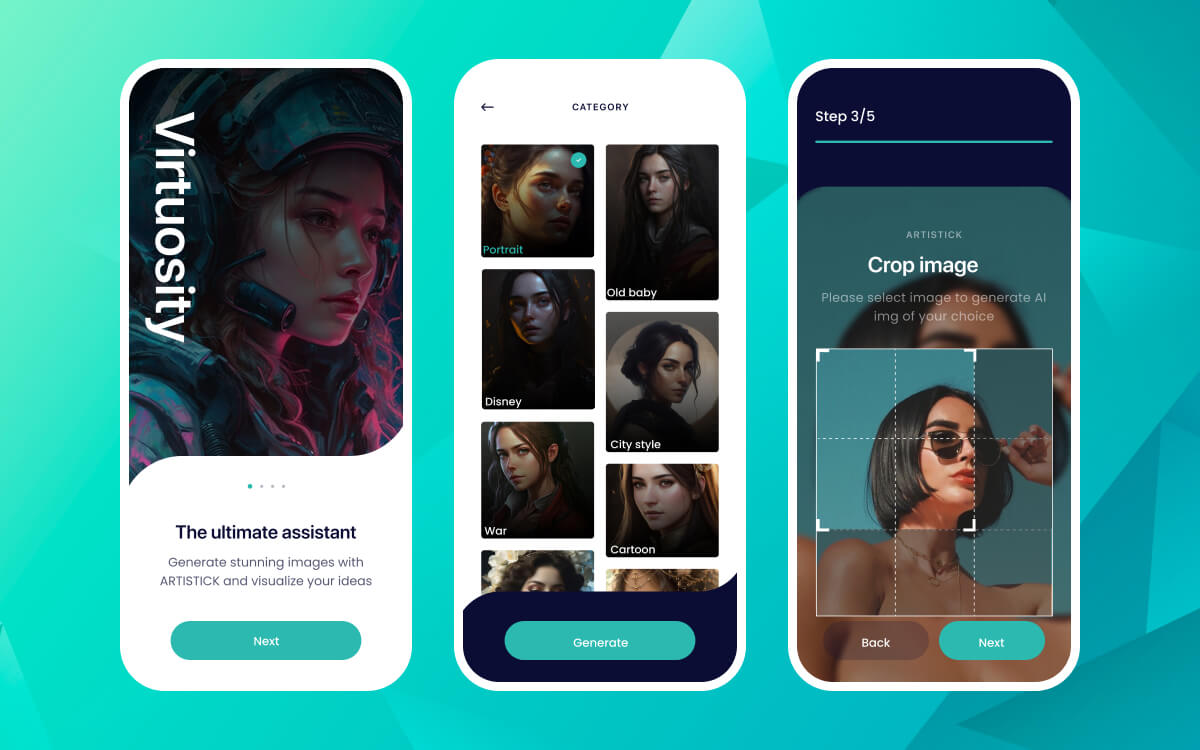 Virtuosity
The ultimate assistant
Generate stunning images with
ARTISTICK and visualize your ideas
Next
CATEGORY
Portrait
Old baby
Disney
City style
War
Cartoon
Generate
Step 3/5
ARTISTICK
Crop image
Please select image to generate AI
img of your choice
Back
Next